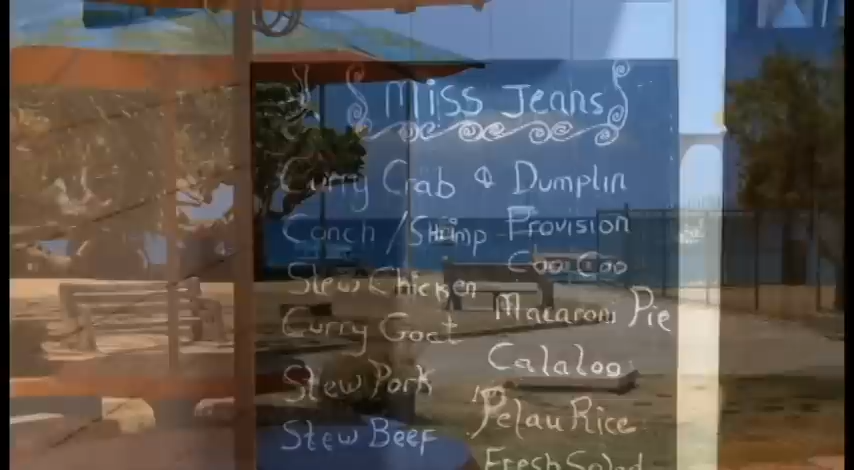 Miss Jeans
Curry Crab & Dumplin
Conch / Shrimp Provision
Stew Chicken Coo Coo
Curry Goat Macaroni Pie
Stew Pork Calaloo
Stew Beef Pelau Rice
Fresh Salad